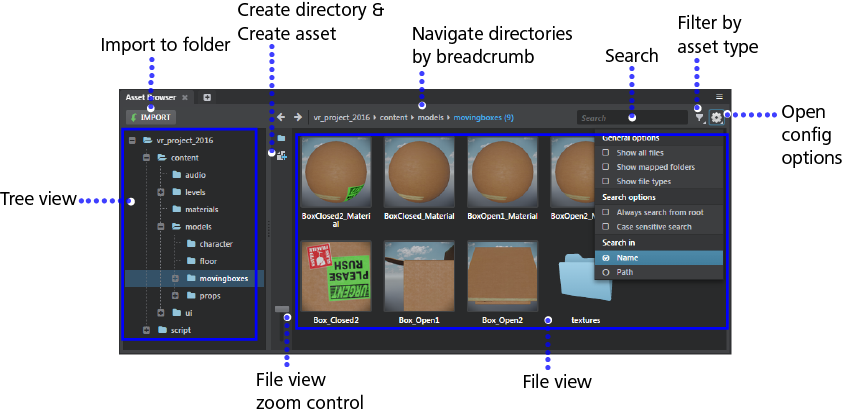 Create directory &
Create asset
Import to folder
Navigate directories
by breadcrumb
Search
Filter by
asset type
Open
config
options
Tree view
File view
zoom control
File view
Asset Browser
IMPORT
vr_project_2016 content models movingboxes (9)
Search
vr_project_2016
content
audio
levels
materials
models
character
floor
movingboxes
props
ui
script
BoxClosed2_Materi
al
BoxClosed_Material
BoxOpen1_Material
BoxOpen2_M
Box_Closed2
Box_Open1
Box_Open2
textures
PLEASE
RUSH
URGENT
General options
Show all files
Show mapped folders
Show file types
Search options
Always search from root
Case sensitive search
Search in
Name
Path